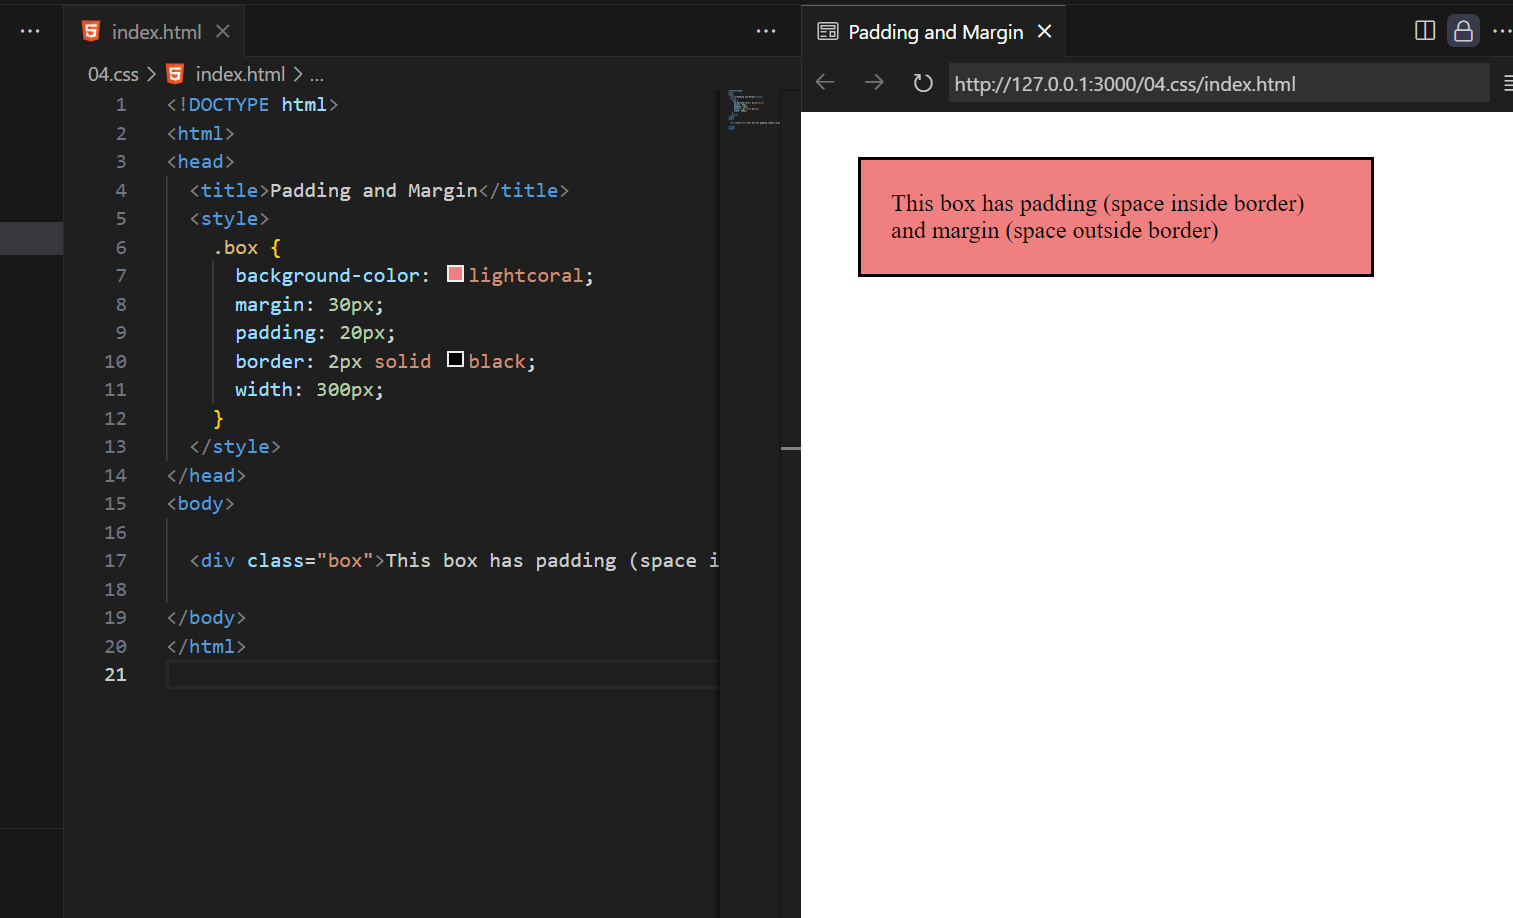 index.html
Padding and Margin
04.css > index.html > ...
http://127.0.0.1:3000/04.css/index.html
1 <!DOCTYPE html>
2 <html>
3 <head>
4 <title>Padding and Margin</title>
5 <style>
6 .box {
7 background-color: lightcoral;
8 margin: 30px;
9 padding: 20px;
10 border: 2px solid black;
11 width: 300px;
12 }
13 </style>
14 </head>
15 <body>
16
17 <div class="box">This box has padding (space i
18
19 </body>
20 </html>
21
This box has padding (space inside border)
and margin (space outside border)